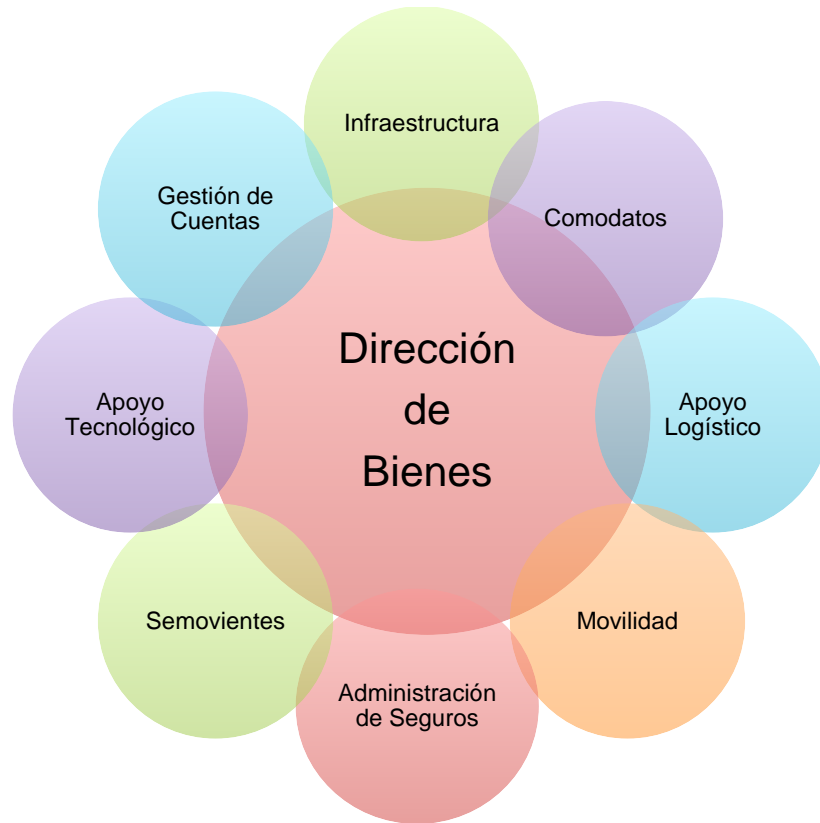 Infraestructura
Comodatos
Apoyo
Logístico
Movilidad
Administración
de Seguros
Semovientes
Apoyo
Tecnológico
Gestión de
Cuentas
Dirección
de
Bienes